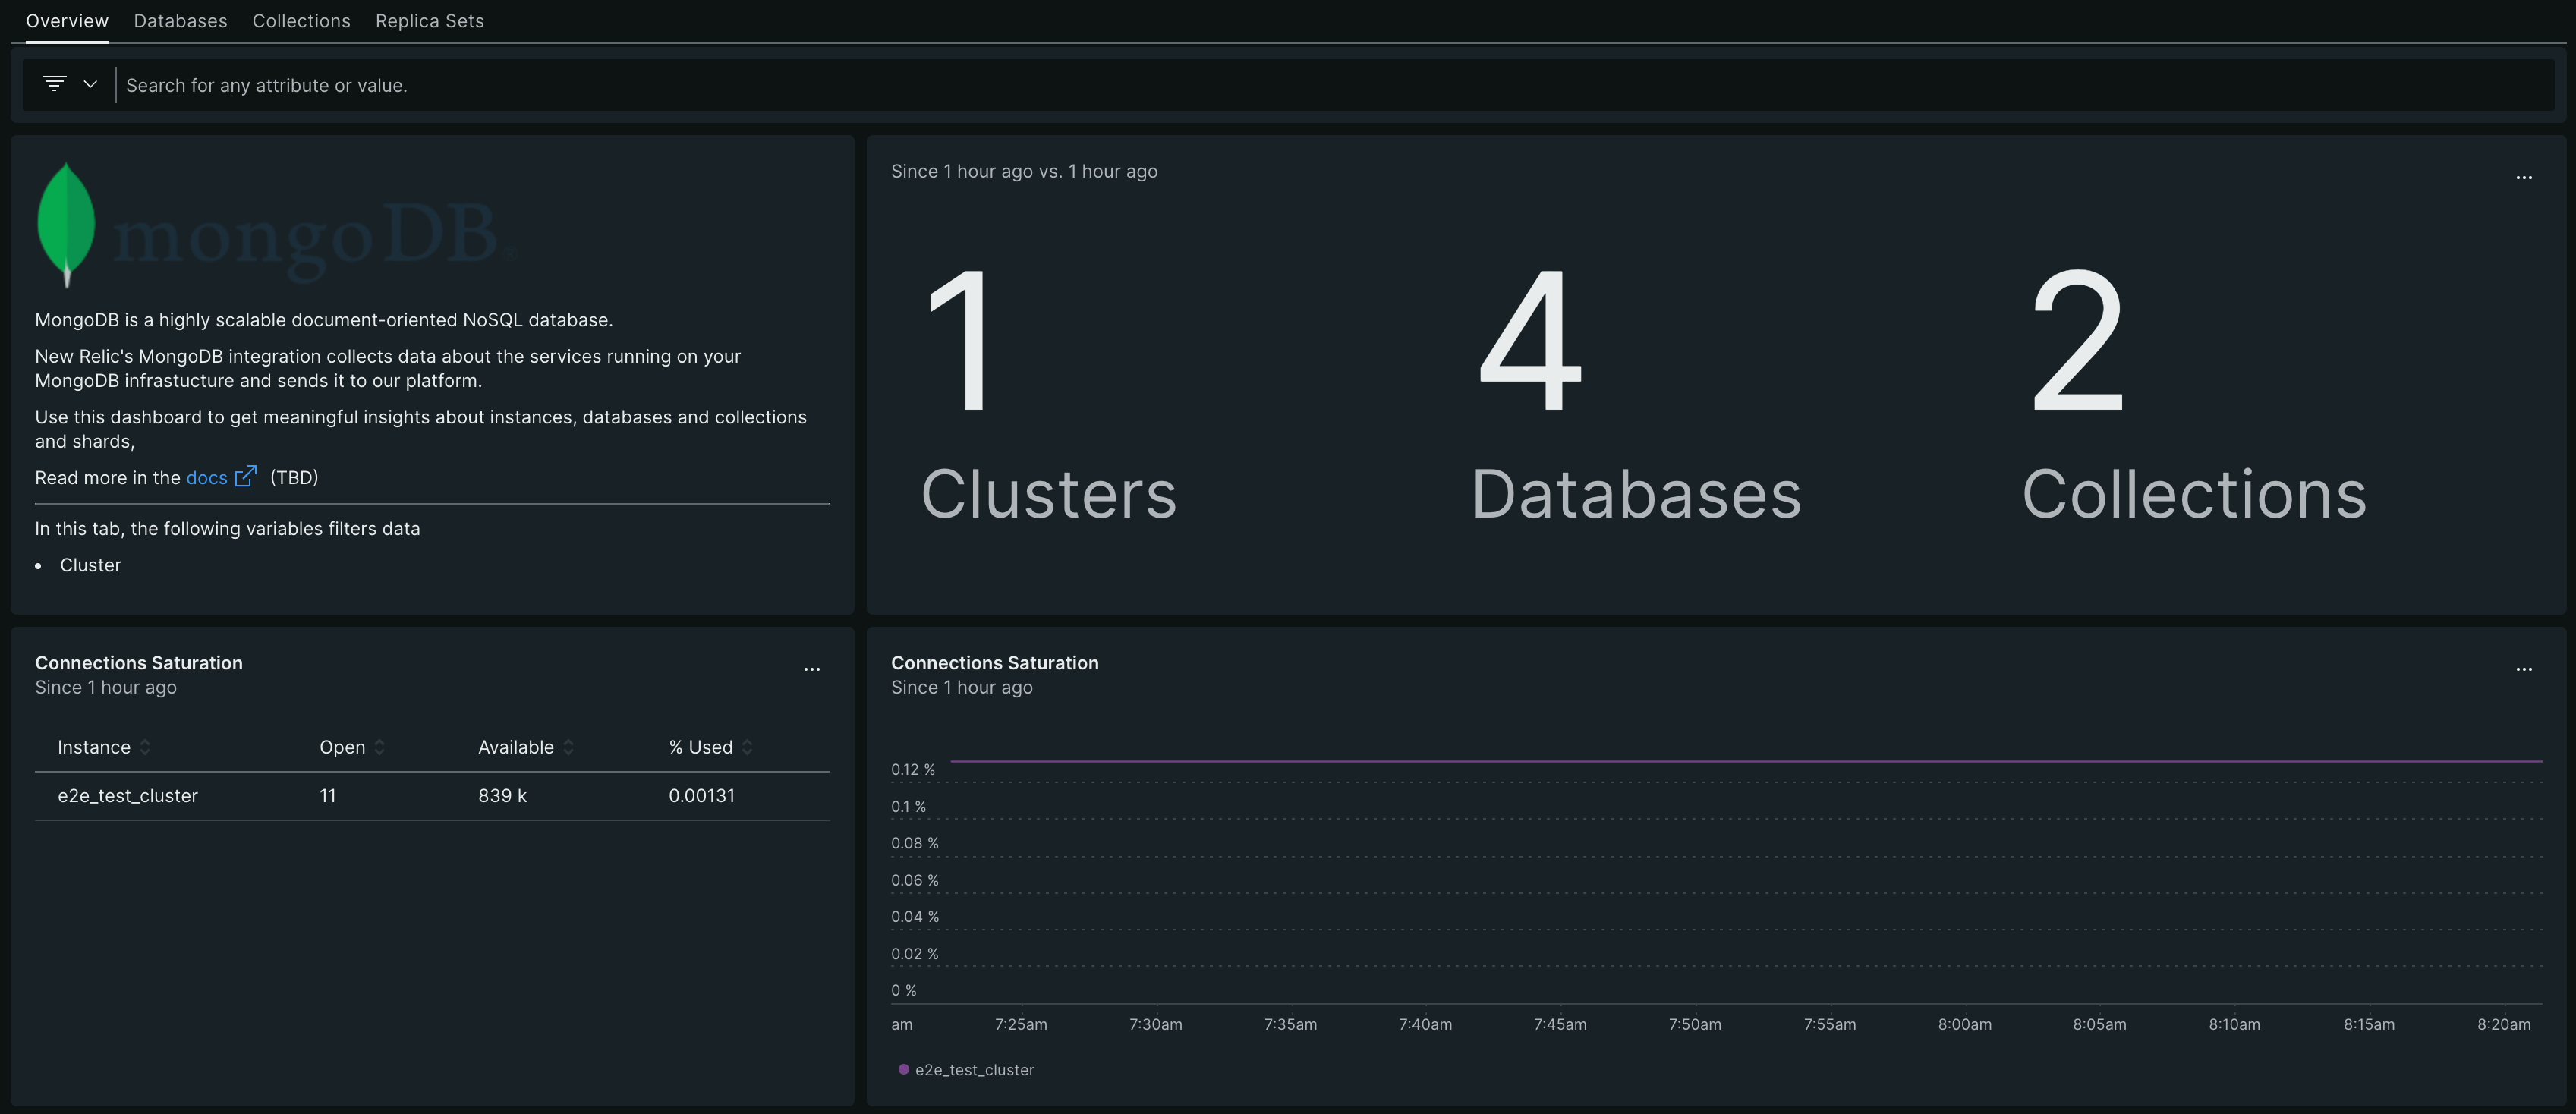 Overview Databases Collections Replica Sets
Search for any attribute or value.
mongoDB
MongoDB is a highly scalable document-oriented NoSQL database.
New Relic's MongoDB integration collects data about the services running on your
MongoDB infrastucture and sends it to our platform.
Use this dashboard to get meaningful insights about instances, databases and collections
and shards,
Read more in the docs (TBD)
In this tab, the following variables filters data
• Cluster
Since 1 hour ago vs. 1 hour ago
...
1 4 2
Clusters Databases Collections
Connections Saturation
...
Since 1 hour ago
Instance Open Available % Used
e2e_test_cluster 11 839 k 0.00131
Connections Saturation
...
Since 1 hour ago
0.12 %
0.1 %
0.08 %
0.06 %
0.04 %
0.02 %
0 %
am 7:25am 7:30am 7:35am 7:40am 7:45am 7:50am 7:55am 8:00am 8:05am 8:10am 8:15am 8:20am
e2e_test_cluster